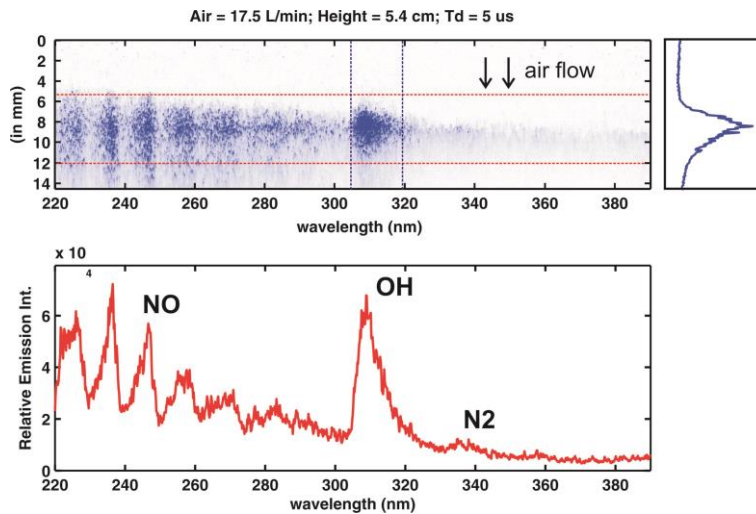 Air = 17.5 L/min; Height = 5.4 cm; Td = 5 us
0
2
4
6
8
10
12
14
(in mm)
air flow
220 240 260 280 300 320 340 360 380
wavelength (nm)
x 10
4
6
4
2
0
Relative Emission Int.
NO
OH
N2
220 240 260 280 300 320 340 360 380
wavelength (nm)